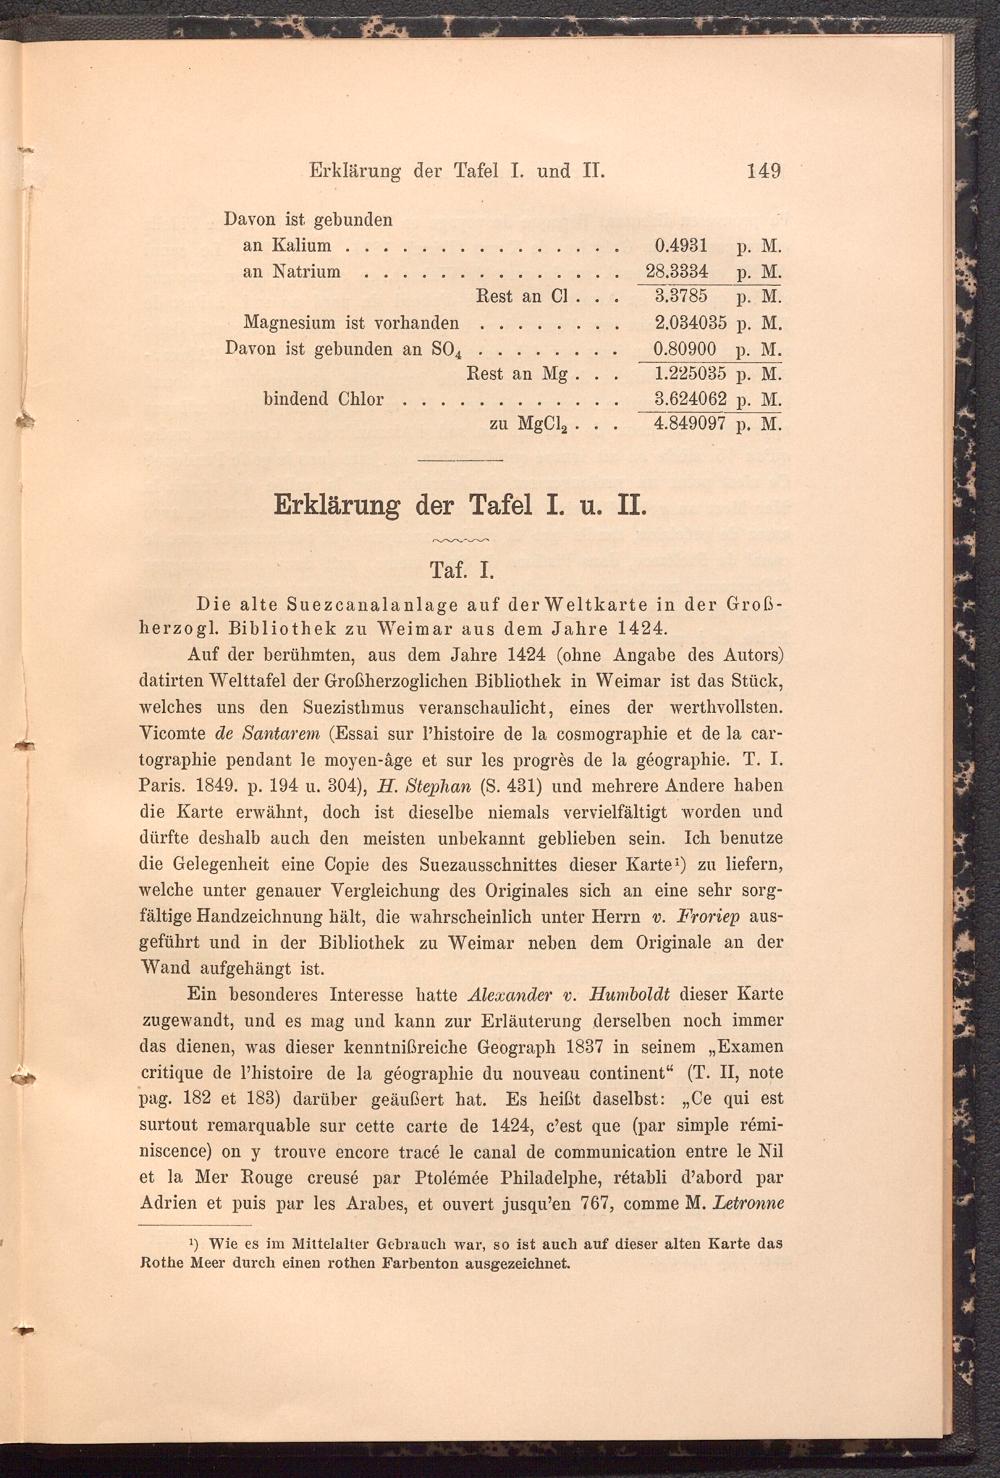 Erklärung der Tafel I. und II. 149
Davon ist gebunden
an Kalium . . . . . . . . . . . . . . . 0.4931 p. M.
an Natrium . . . . . . . . . . . . . . 28.3334 p. M.
Rest an Cl . . . 3.3785 p. M.
Magnesium ist vorhanden . . . . . . . . 2.034035 p. M.
Davon ist gebunden an SO₄ . . . . . . . . 0.80900 p. M.
Rest an Mg . . . 1.225035 p. M.
bindend Chlor . . . . . . . . . . . . 3.624062 p. M.
zu MgCl₂ . . . 4.849097 p. M.
Erklärung der Tafel I. u. II.
Taf. I.
Die alte Suezcanalanlage auf der Weltkarte in der Groß-
herzogl. Bibliothek zu Weimar aus dem Jahre 1424.
Auf der berühmten, aus dem Jahre 1424 (ohne Angabe des Autors)
datirten Welttafel der Großherzoglichen Bibliothek in Weimar ist das Stück,
welches uns den Suezisthmus veranschaulicht, eines der werthvollsten.
Vicomte de Santarem (Essai sur l'histoire de la cosmographie et de la car-
tographie pendant le moyen-âge et sur les progrès de la géographie. T. I.
Paris. 1849. p. 194 u. 304), H. Stephan (S. 431) und mehrere Andere haben
die Karte erwähnt, doch ist dieselbe niemals vervielfältigt worden und
dürfte deshalb auch den meisten unbekannt geblieben sein. Ich benutze
die Gelegenheit eine Copie des Suezausschnittes dieser Karte¹) zu liefern,
welche unter genauer Vergleichung des Originales sich an eine sehr sorg-
fältige Handzeichnung hält, die wahrscheinlich unter Herrn v. Froriep aus-
geführt und in der Bibliothek zu Weimar neben dem Originale an der
Wand aufgehängt ist.
Ein besonderes Interesse hatte Alexander v. Humboldt dieser Karte
zugewandt, und es mag und kann zur Erläuterung derselben noch immer
das dienen, was dieser kenntnißreiche Geograph 1837 in seinem „Examen
critique de l'histoire de la géographie du nouveau continent“ (T. II, note
pag. 182 et 183) darüber geäußert hat. Es heißt daselbst: „Ce qui est
surtout remarquable sur cette carte de 1424, c'est que (par simple rémi-
niscence) on y trouve encore tracé le canal de communication entre le Nil
et la Mer Rouge creusé par Ptolémée Philadelphe, rétabli d'abord par
Adrien et puis par les Arabes, et ouvert jusqu'en 767, comme M. Letronne
¹) Wie es im Mittelalter Gebrauch war, so ist auch auf dieser alten Karte das
Rothe Meer durch einen rothen Farbenton ausgezeichnet.